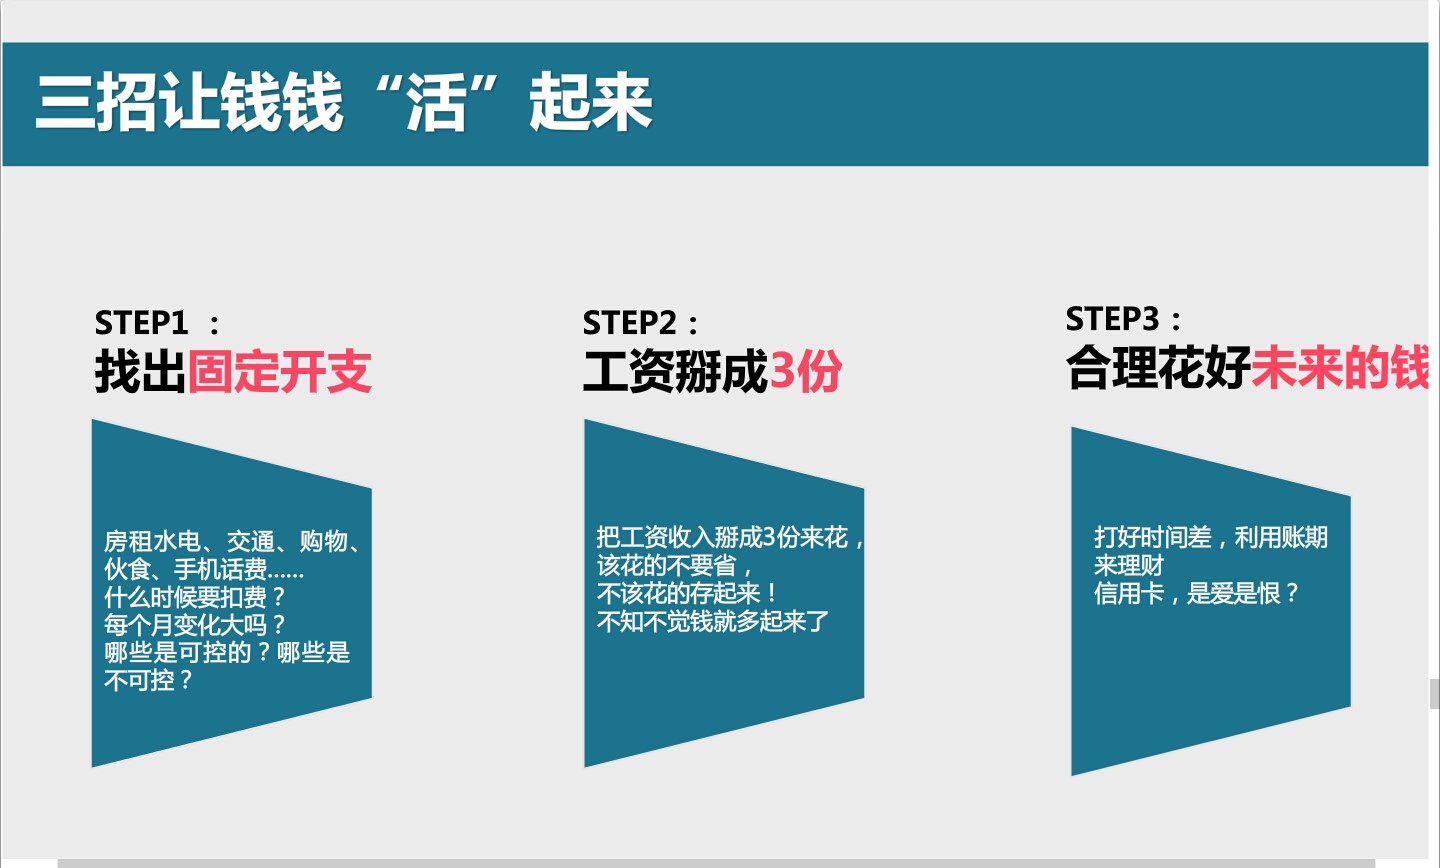 三招让钱钱“活”起来
STEP1 ：
找出固定开支
房租水电、交通、购物、
伙食、手机话费……
什么时候要扣费？
每个月变化大吗？
哪些是可控的？哪些是
不可控？
STEP2：
工资掰成3份
把工资收入掰成3份来花，
该花的不要省，
不该花的存起来！
不知不觉钱就多起来了
STEP3：
合理花好未来的钱
打好时间差，利用账期
来理财
信用卡，是爱是恨？